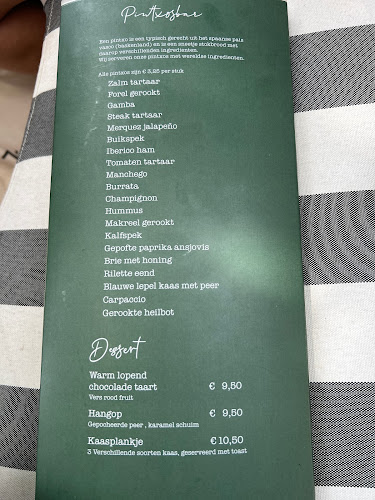 Pintxosbar
Een pintxo is een typisch gerecht uit het spaanse pais
vasco (baskenland) en is een sneetje stokbrood met
daarop verschillenden ingredienten.
Wij serveren onze pintxos met wereldse ingredienten.
Alle pintxos zijn € 3,25 per stuk
Zalm tartaar
Forel gerookt
Gamba
Steak tartaar
Merquez jalapeño
Buikspek
Iberico ham
Tomaten tartaar
Manchego
Burrata
Champignon
Hummus
Makreel gerookt
Kalfspek
Gepofte paprika ansjovis
Brie met honing
Rilette eend
Blauwe lepel kaas met peer
Carpaccio
Gerookte heilbot
Dessert
Warm lopend
chocolade taart € 9,50
Vers rood fruit
Hangop € 9,50
Gepocheerde peer , karamel schuim
Kaasplankje € 10,50
3 Verschillende soorten kaas, geserveerd met toast